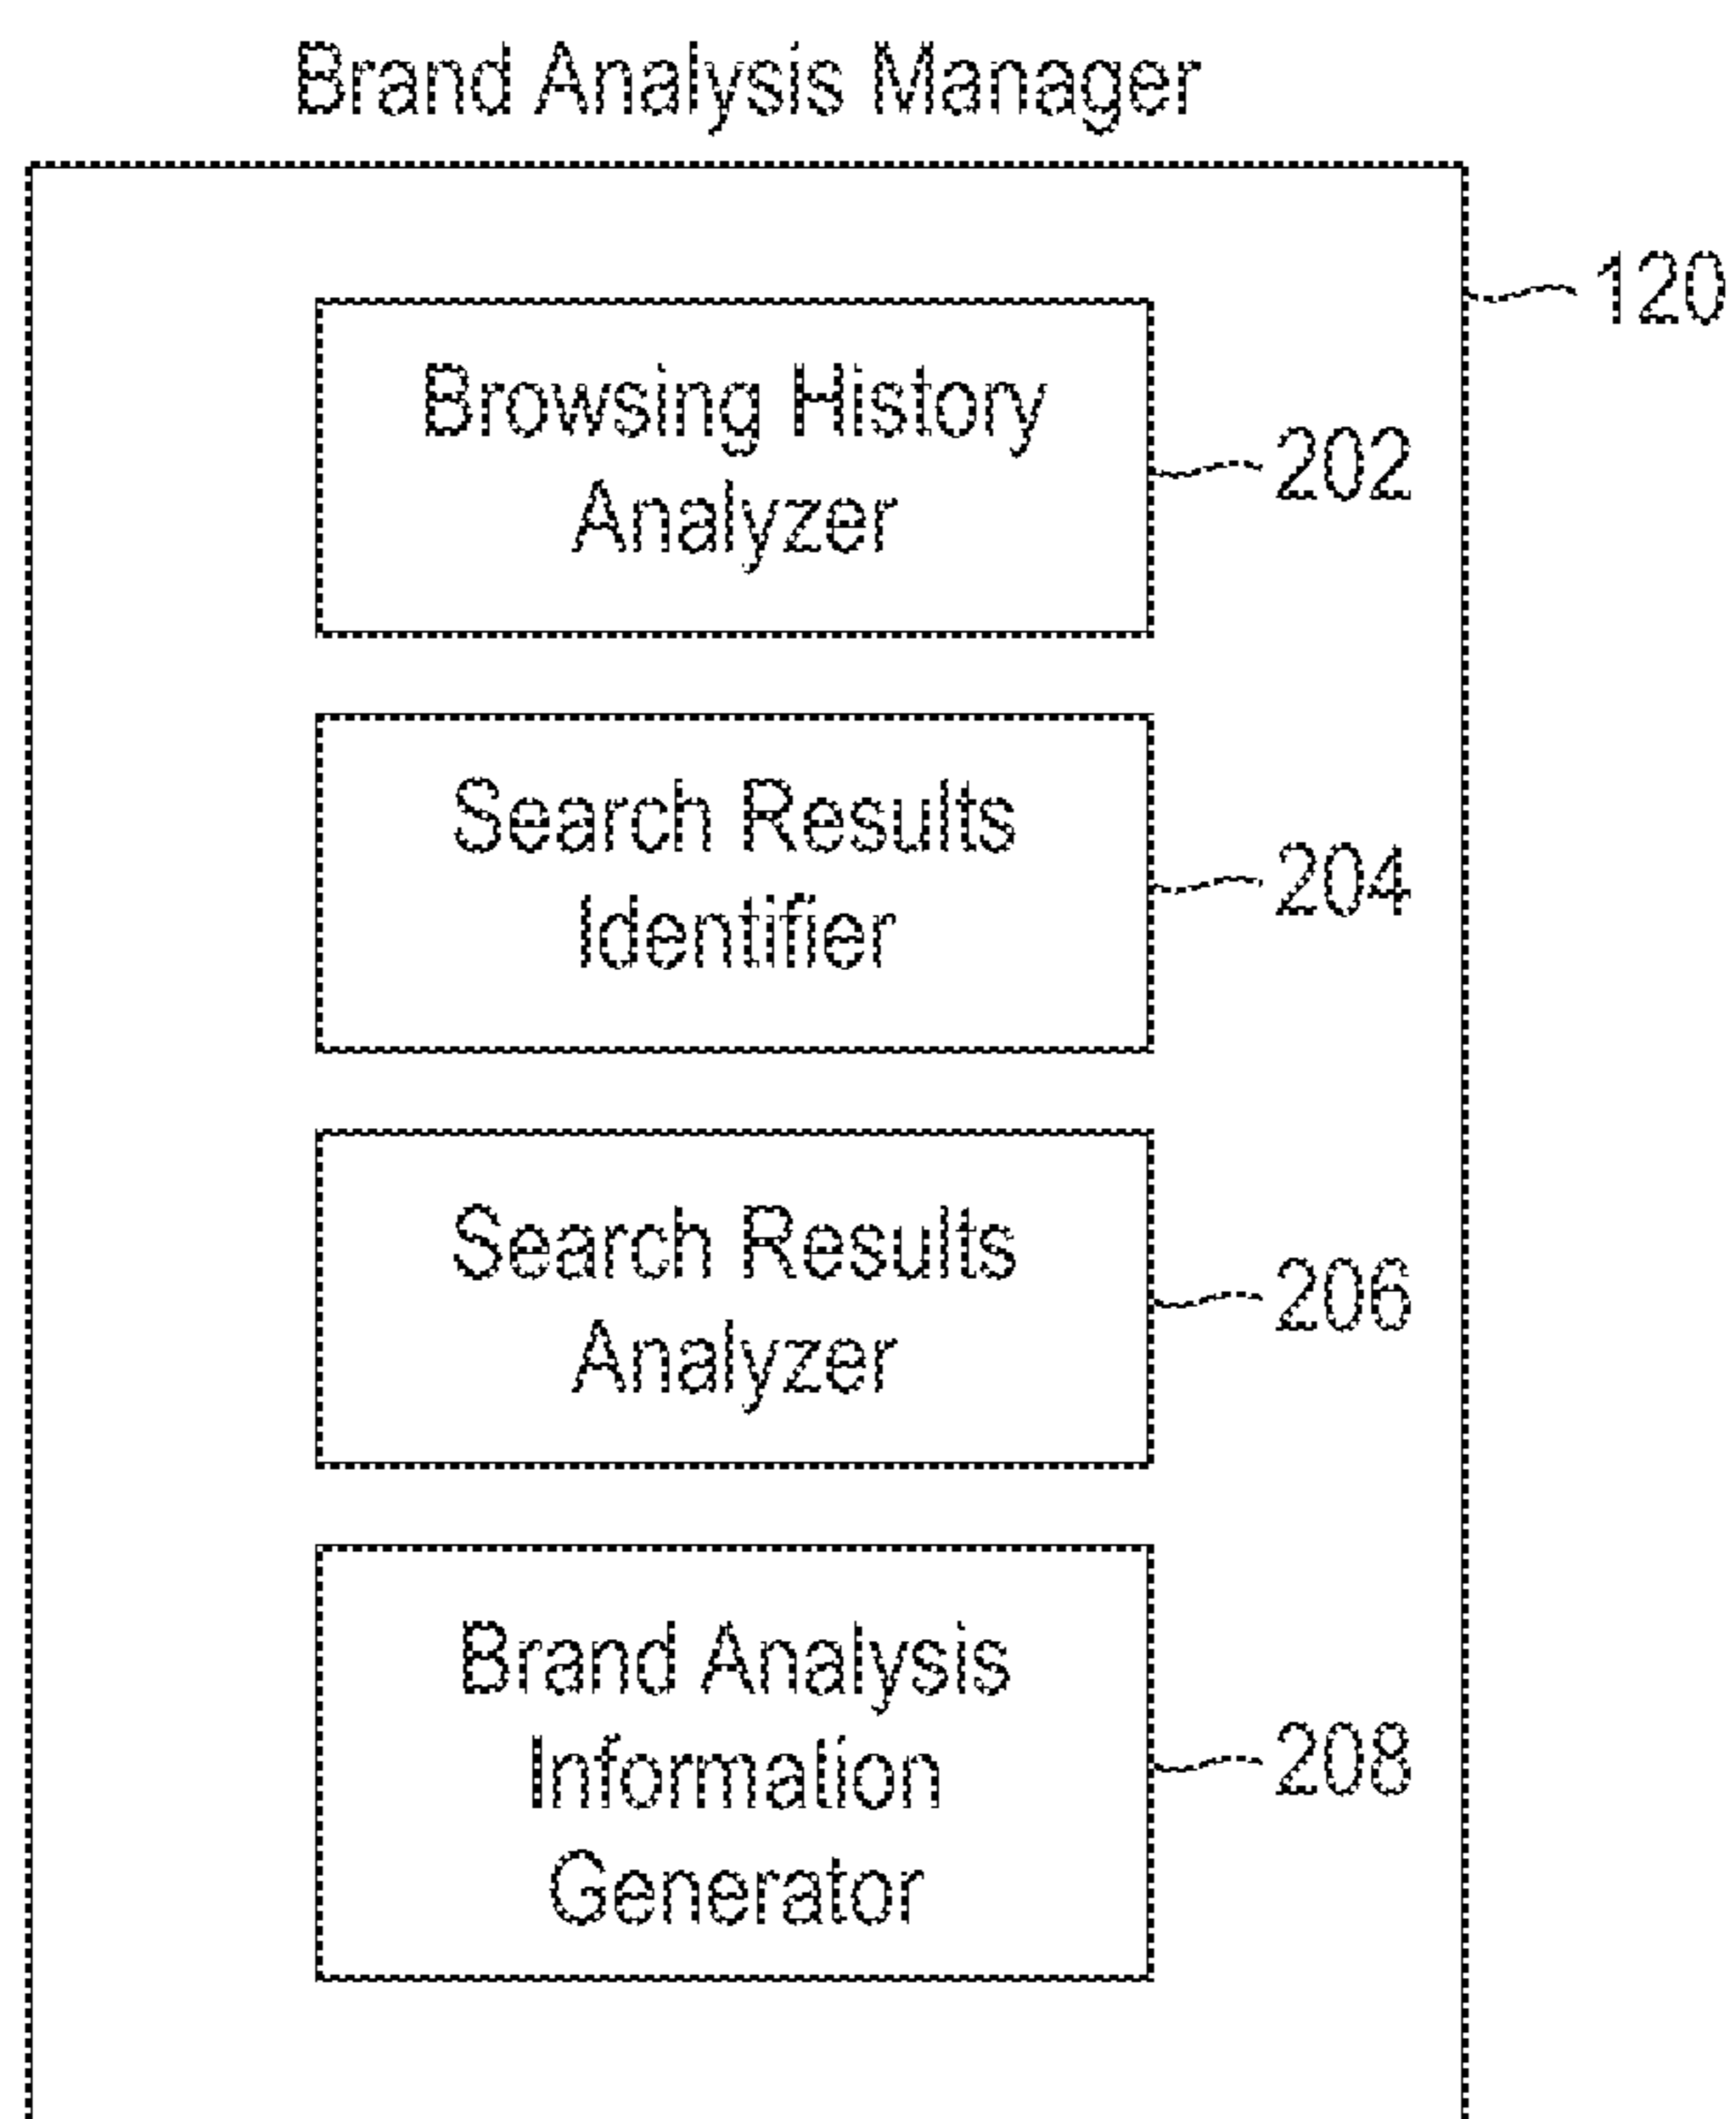 Brand Analysis Manager
120
Browsing History
Analyzer
202
Search Results
Identifier
204
Search Results
Analyzer
206
Brand Analysis
Information
Generator
208